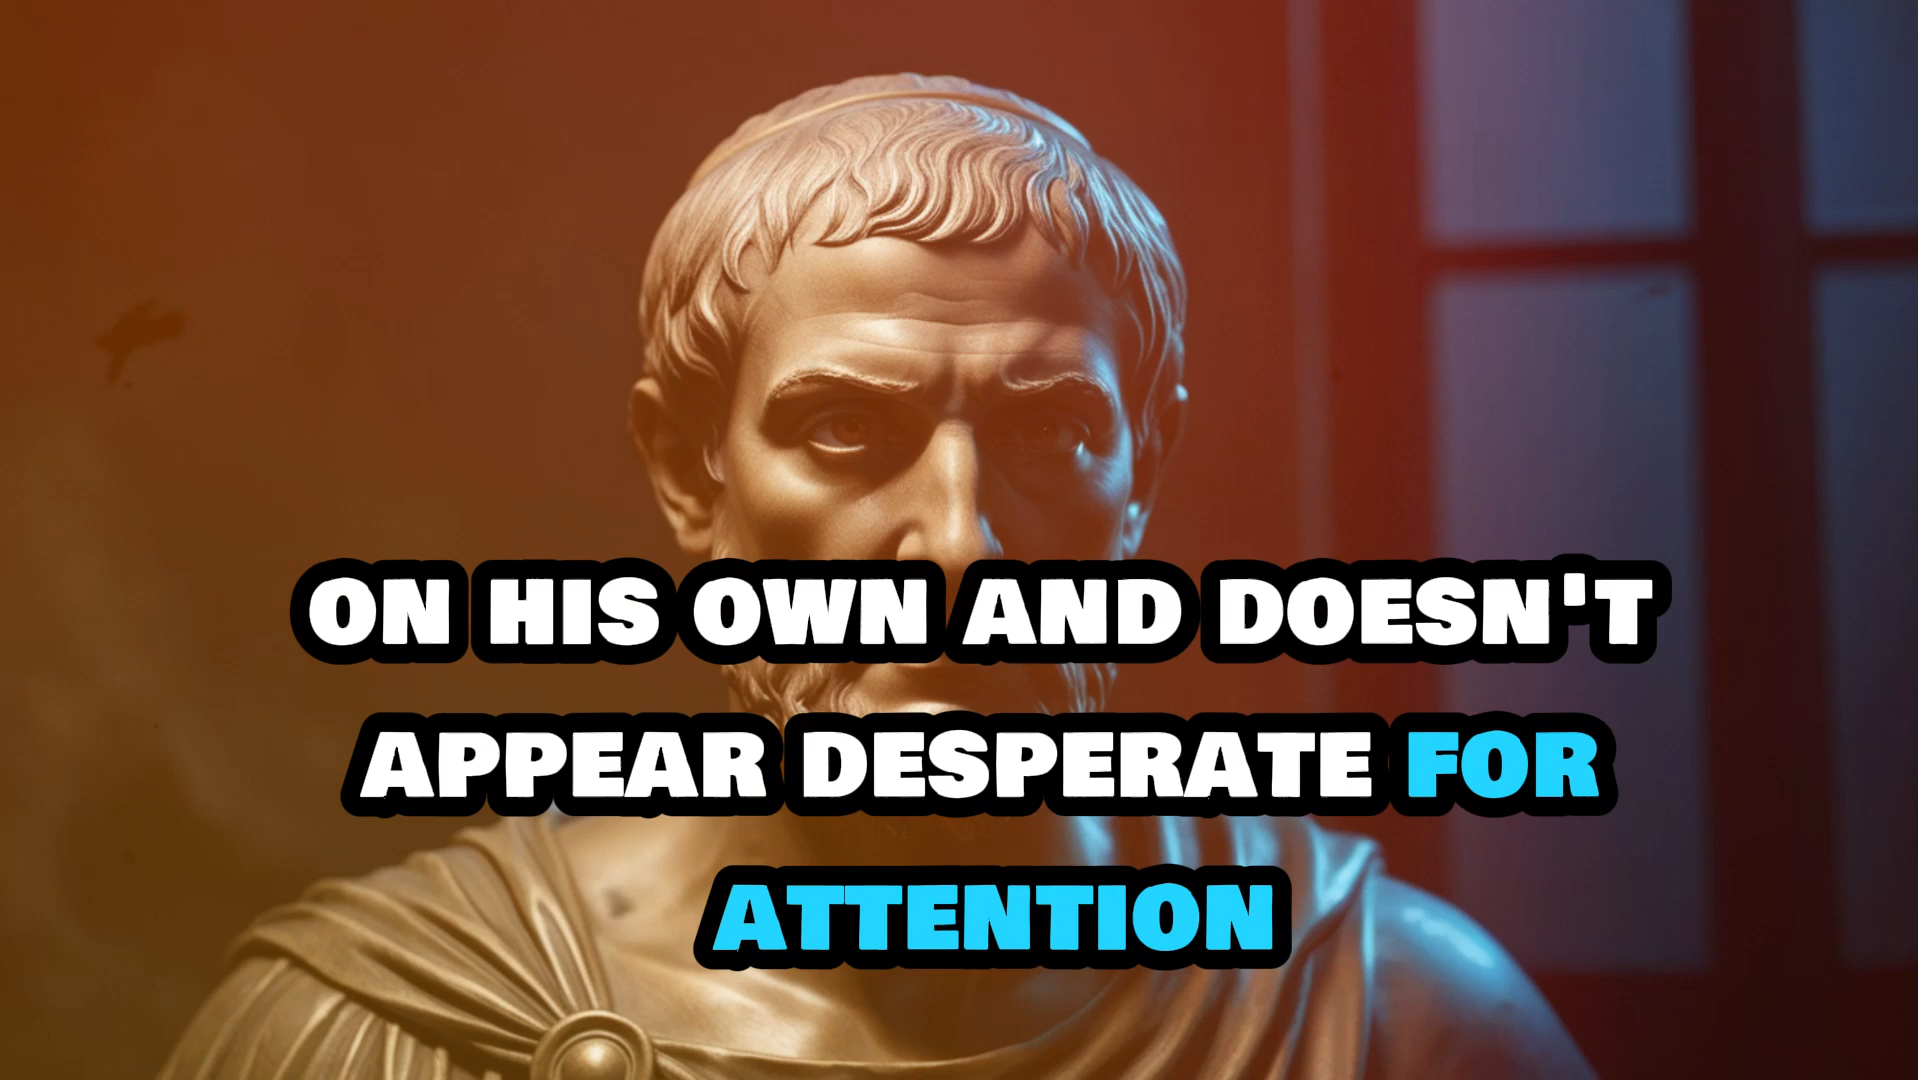 ON HIS OWN AND DOESN'T
APPEAR DESPERATE FOR
ATTENTION